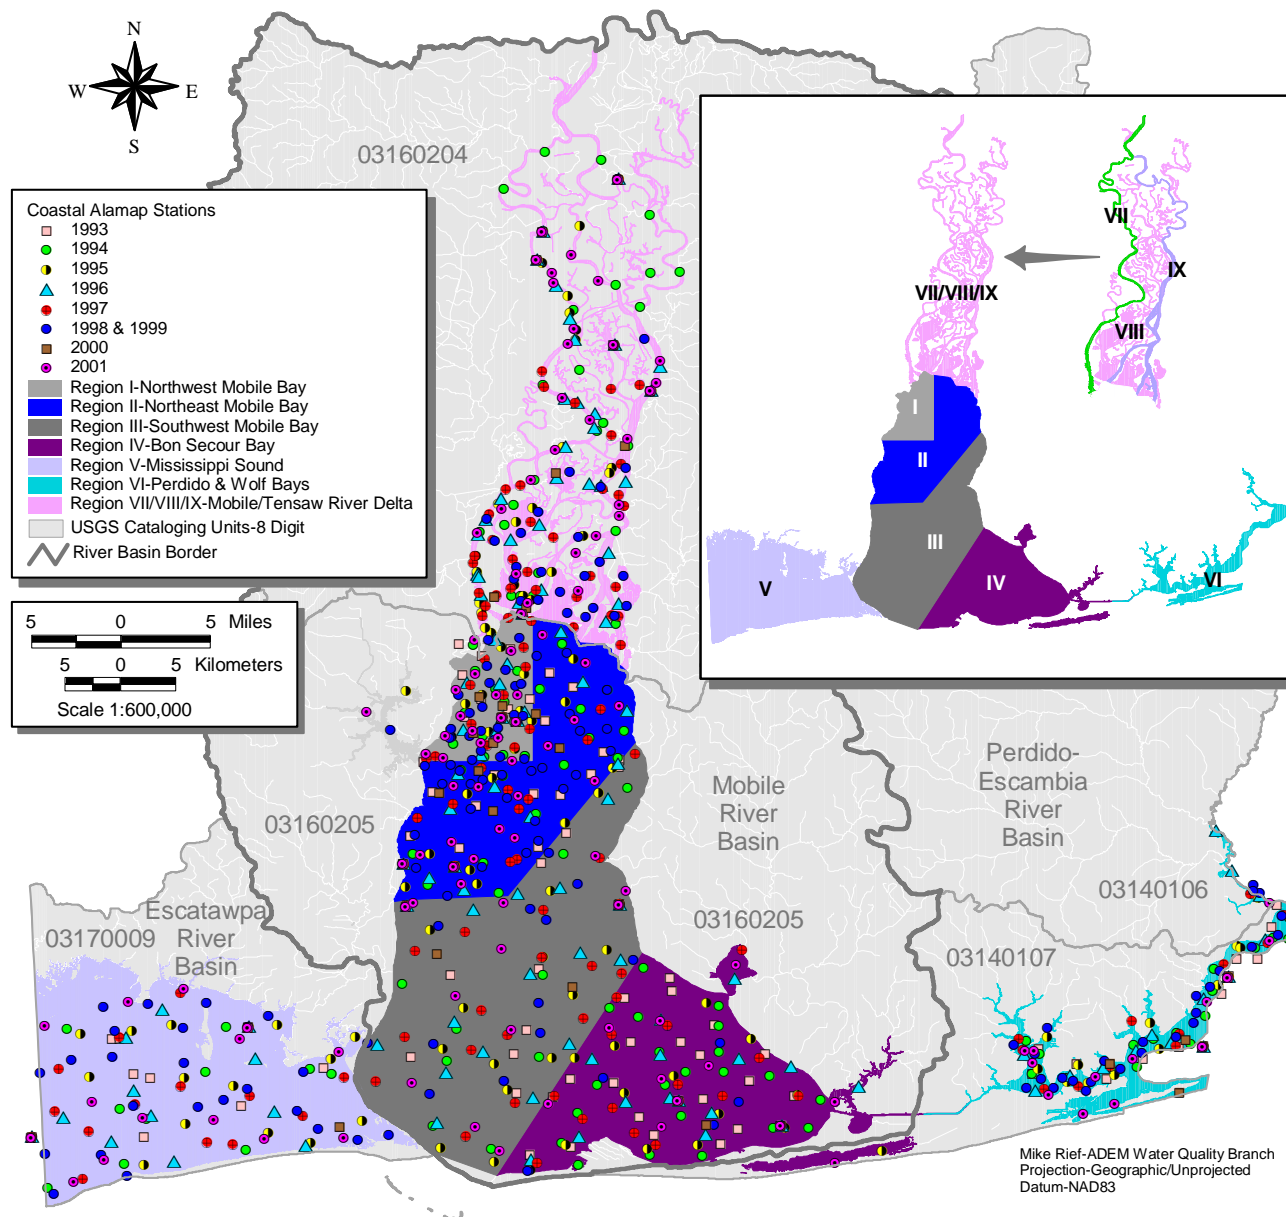 N
W
E
S
03160204
Coastal Alamap Stations
1993
1994
1995
1996
1997
1998 & 1999
2000
2001
Region I-Northwest Mobile Bay
Region II-Northeast Mobile Bay
Region III-Southwest Mobile Bay
Region IV-Bon Secour Bay
Region V-Mississippi Sound
Region VI-Perdido & Wolf Bays
Region VII/VIII/IX-Mobile/Tensaw River Delta
USGS Cataloging Units-8 Digit
River Basin Border
5 0 5 Miles
5 0 5 Kilometers
Scale 1:600,000
VII
IX
VII/VIII/IX
VIII
I
II
III
IV
V
VI
03160205
Mobile
River
Basin
Perdido-
Escambia
River
Basin
03140106
03160205
03140107
Escatawpa
River
Basin
03170009
Mike Rief-ADEM Water Quality Branch
Projection-Geographic/Unprojected
Datum-NAD83